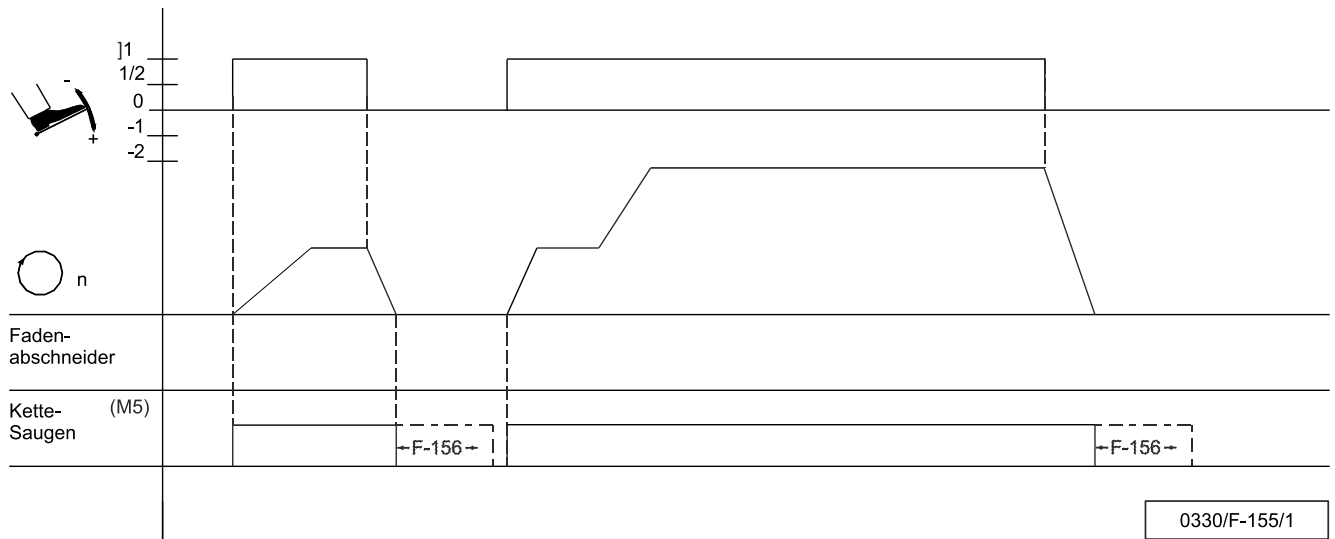 ]1
1/2
0
-1
-2
-
+
n
Faden-
abschneider
Kette- (M5)
Saugen
F-156
F-156
0330/F-155/1